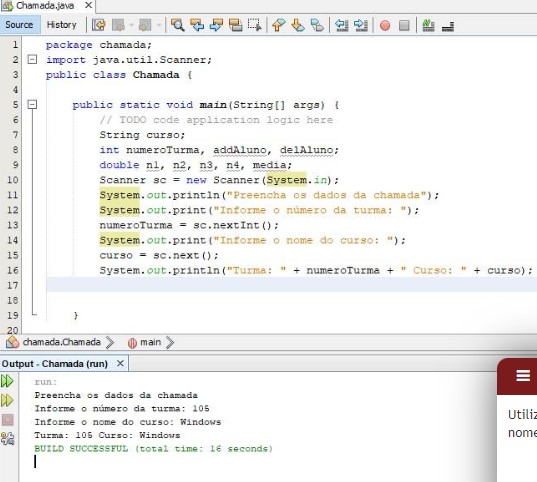 Chamada.java
Source History
1 package chamada;
2 import java.util.Scanner;
3 public class Chamada {
4
5 public static void main(String[] args) {
6 // TODO code application logic here
7 String curso;
8 int numeroTurma, addAluno, delAluno;
9 double n1, n2, n3, n4, media;
10 Scanner sc = new Scanner(System.in);
11 System.out.println("Preencha os dados da chamada");
12 System.out.print("Informe o número da turma: ");
13 numeroTurma = sc.nextInt();
14 System.out.print("Informe o nome do curso: ");
15 curso = sc.next();
16 System.out.println("Turma: " + numeroTurma + " Curso: " + curso);
17
18
19 }
20
chamada.Chamada main
Output - Chamada (run)
run:
Preencha os dados da chamada
Informe o número da turma: 105
Informe o nome do curso: Windows
Turma: 105 Curso: Windows
BUILD SUCCESSFUL (total time: 16 seconds)
Utiliz
nome